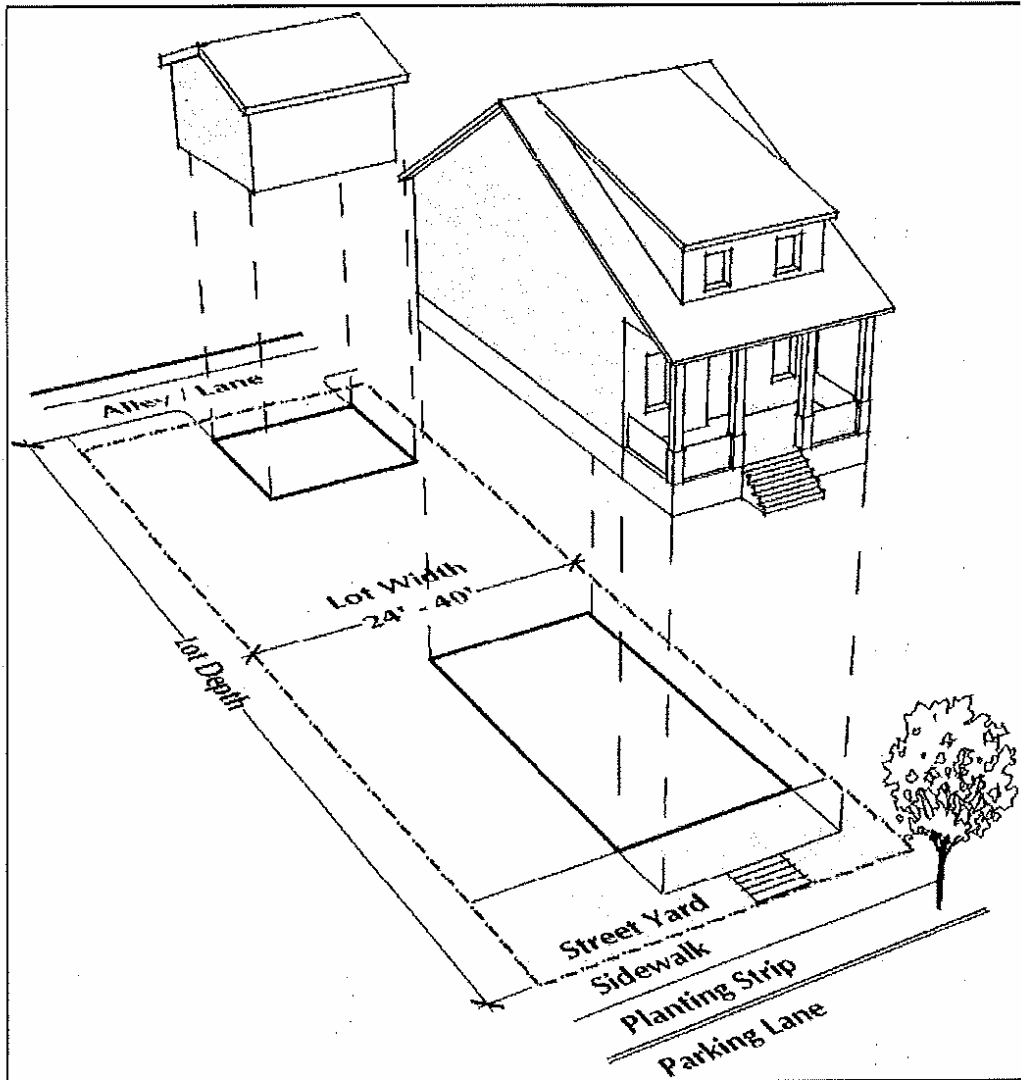 Alley / Lane
Lot Width
24' - 40'
Lot Depth
Street Yard
Sidewalk
Planting Strip
Parking Lane